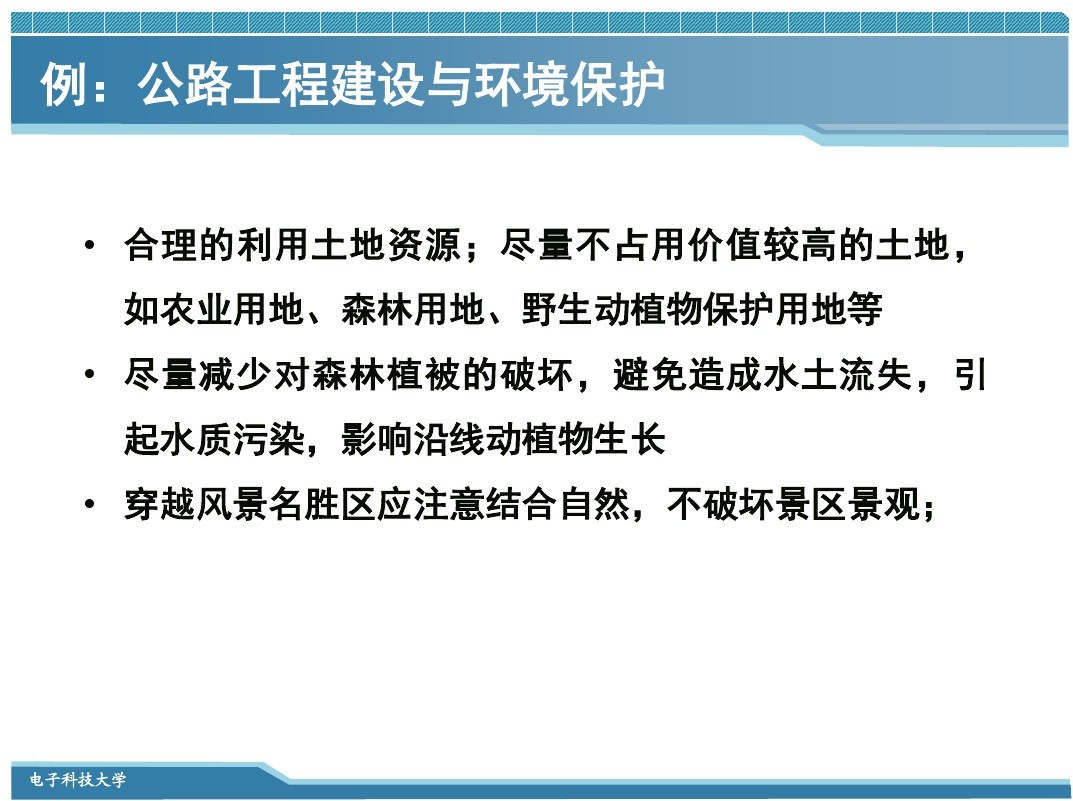 例：公路工程建设与环境保护
• 合理的利用土地资源；尽量不占用价值较高的土地，
如农业用地、森林用地、野生动植物保护用地等
• 尽量减少对森林植被的破坏，避免造成水土流失，引
起水质污染，影响沿线动植物生长
• 穿越风景名胜区应注意结合自然，不破坏景区景观；
电子科技大学